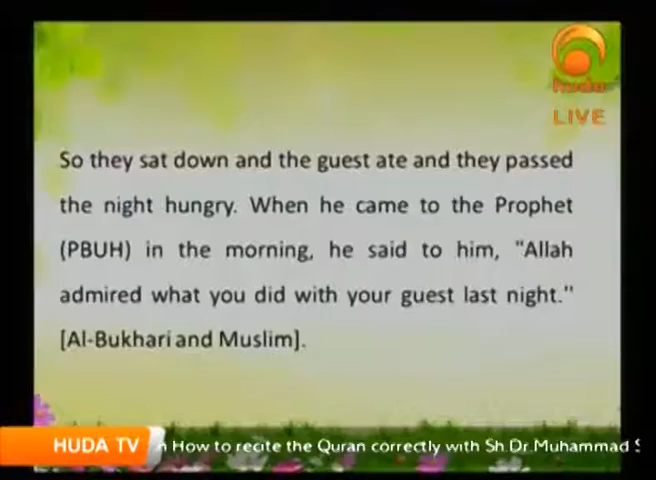 huda
LIVE
So they sat down and the guest ate and they passed
the night hungry. When he came to the Prophet
(PBUH) in the morning, he said to him, "Allah
admired what you did with your guest last night."
[Al-Bukhari and Muslim].
HUDA TV
How to recite the Quran correctly with Sh.Dr.Muhammad